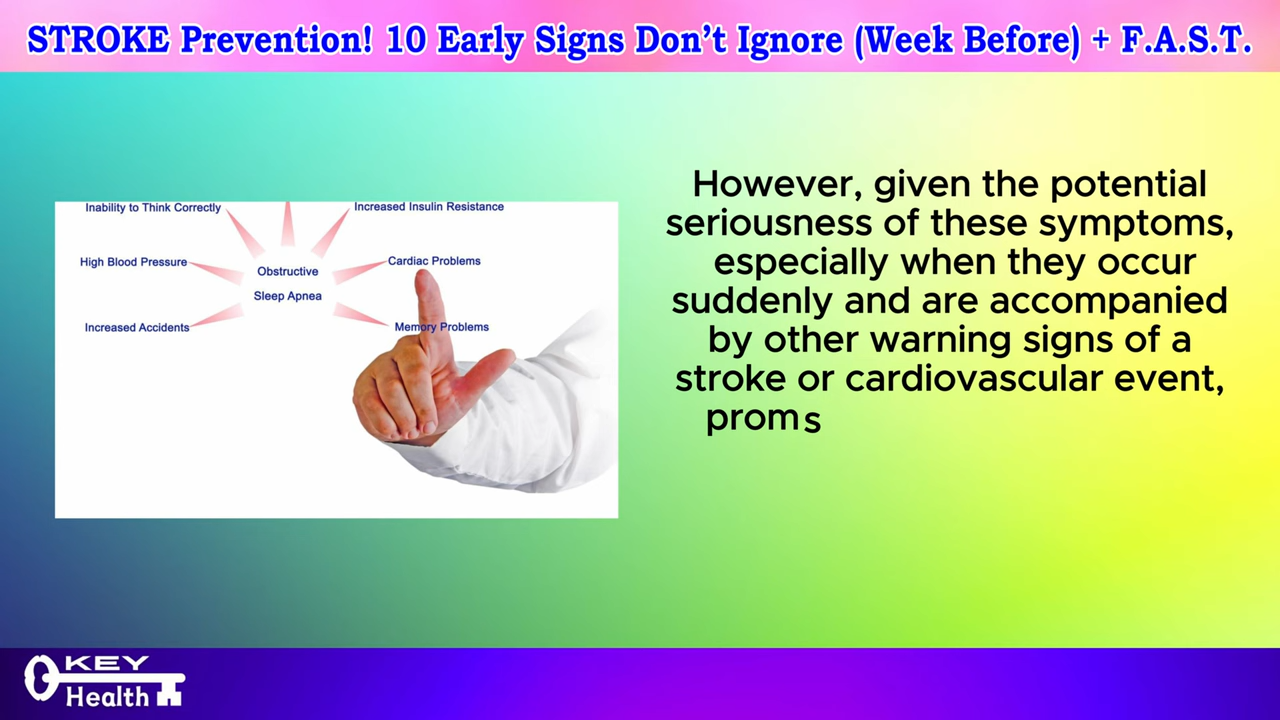 STROKE Prevention! 10 Early Signs Don't Ignore (Week Before) + F.A.S.T.
Inability to Think Correctly
Increased Insulin Resistance
High Blood Pressure
Obstructive
Sleep Apnea
Cardiac Problems
Increased Accidents
Memory Problems
However, given the potential
seriousness of these symptoms,
especially when they occur
suddenly and are accompanied
by other warning signs of a
stroke or cardiovascular event,
proms
KEY
Health